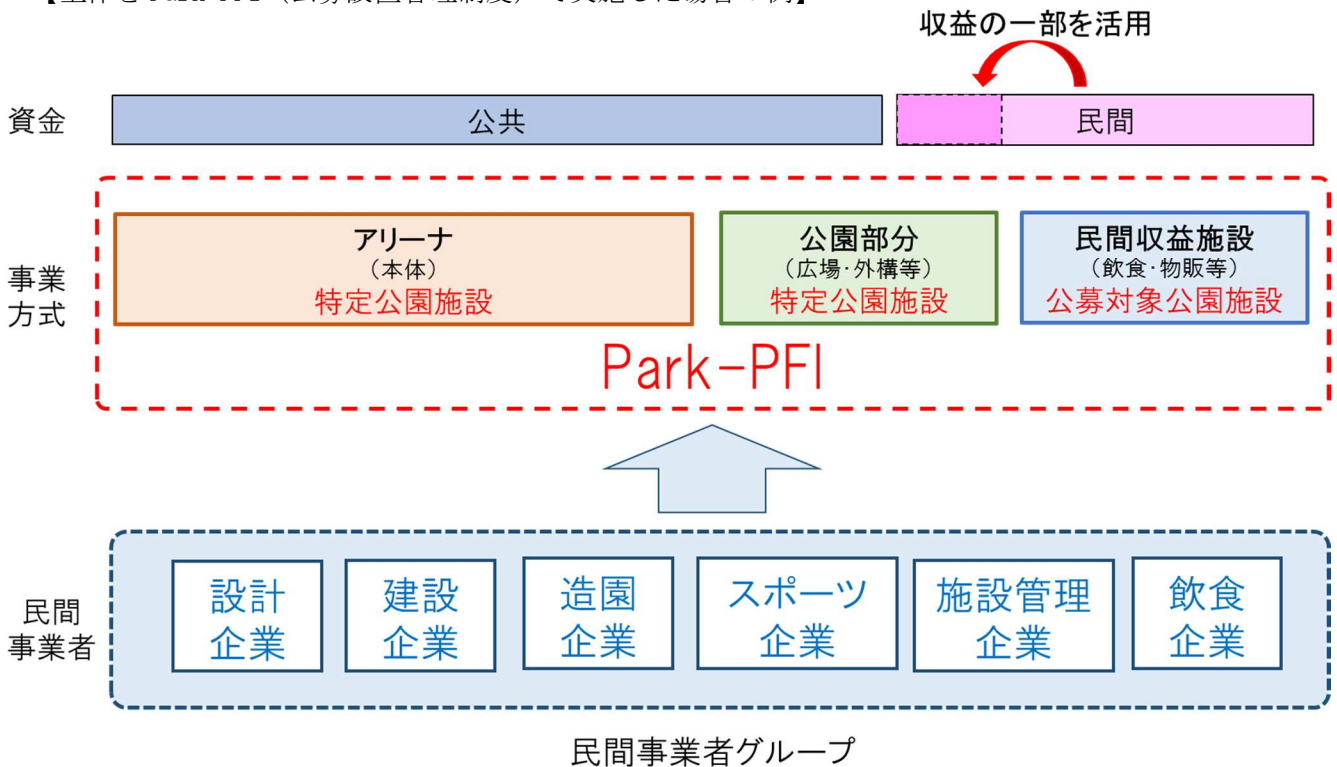 収益の一部を活用
資金
公共
民間
事業
方式
アリーナ
（本体）
特定公園施設
公園部分
（広場・外構等）
特定公園施設
民間収益施設
（飲食・物販等）
公募対象公園施設
Park-PFI
民間
事業者
設計
企業
建設
企業
造園
企業
スポーツ
企業
施設管理
企業
飲食
企業
民間事業者グループ